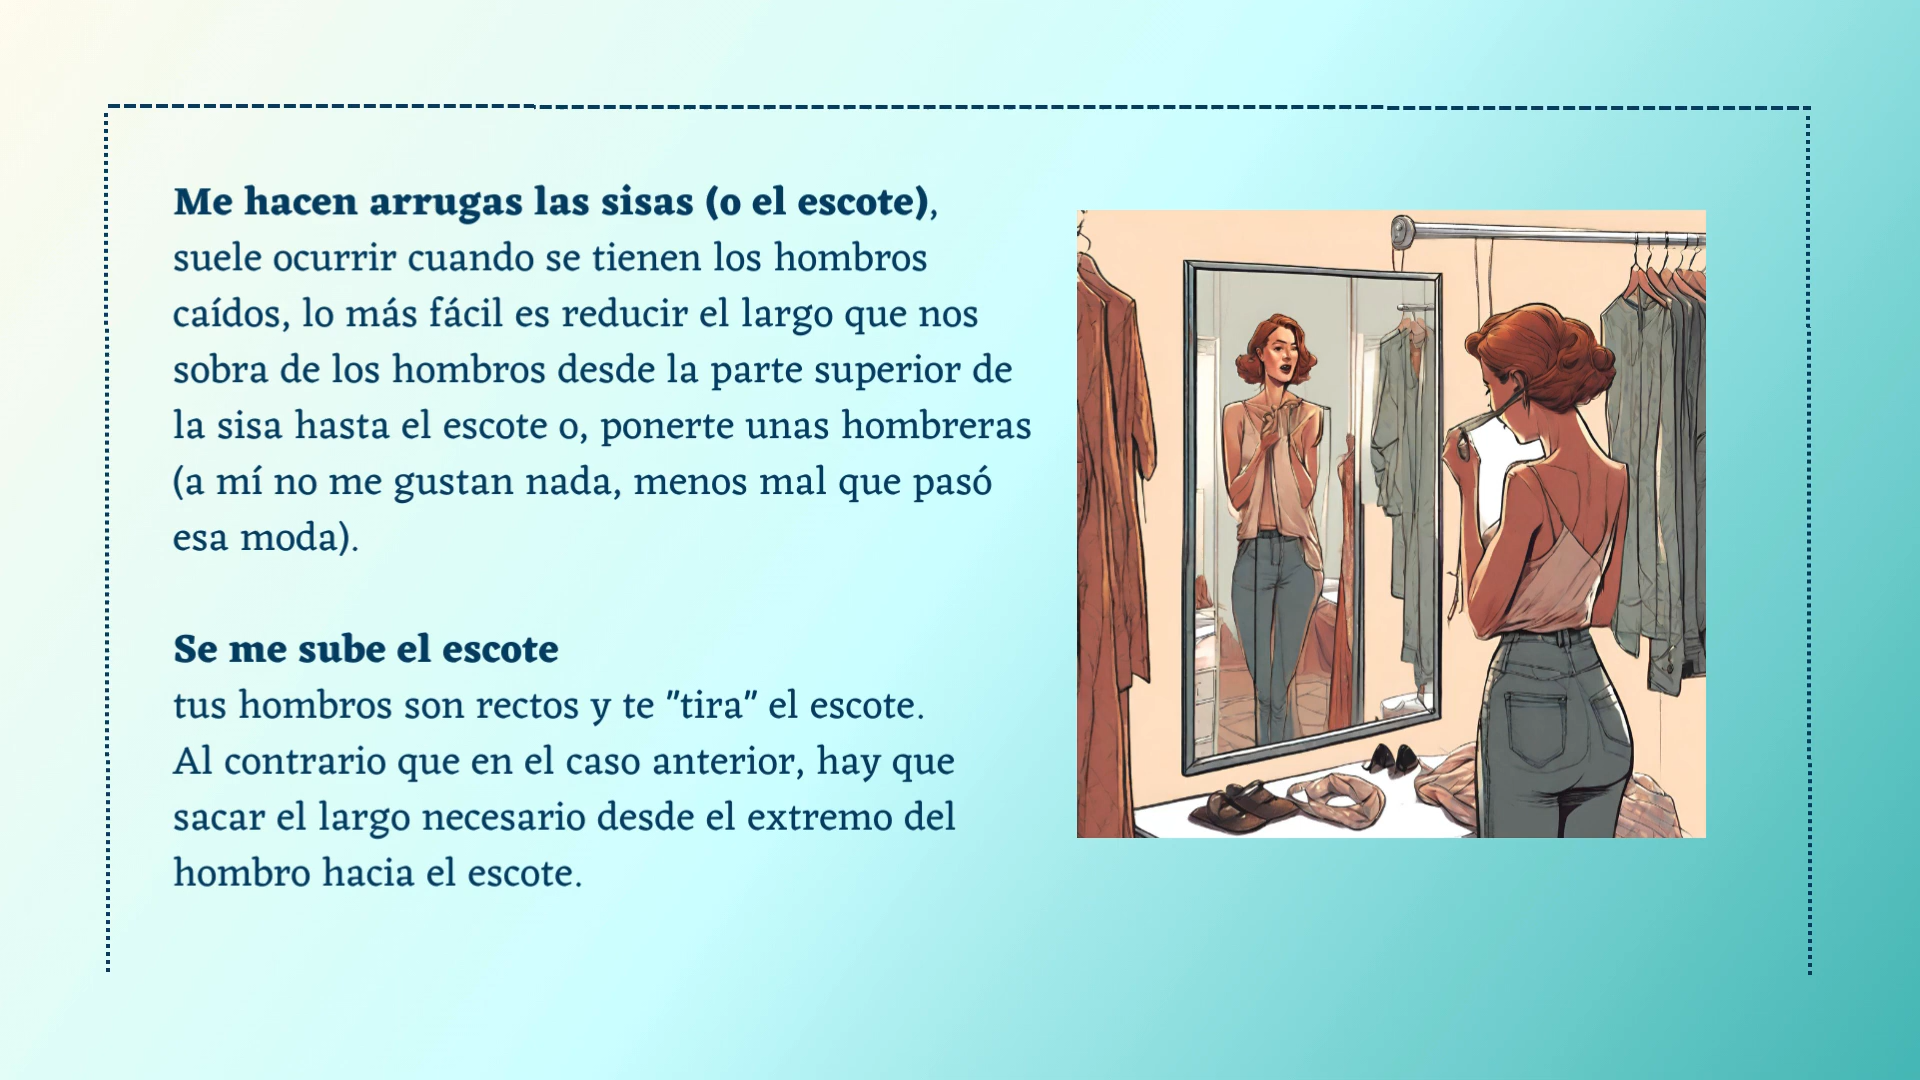 Me hacen arrugas las sisas (o el escote),
suele ocurrir cuando se tienen los hombros
caídos, lo más fácil es reducir el largo que nos
sobra de los hombros desde la parte superior de
la sisa hasta el escote o, ponerte unas hombreras
(a mí no me gustan nada, menos mal que pasó
esa moda).
Se me sube el escote
tus hombros son rectos y te "tira" el escote.
Al contrario que en el caso anterior, hay que
sacar el largo necesario desde el extremo del
hombro hacia el escote.